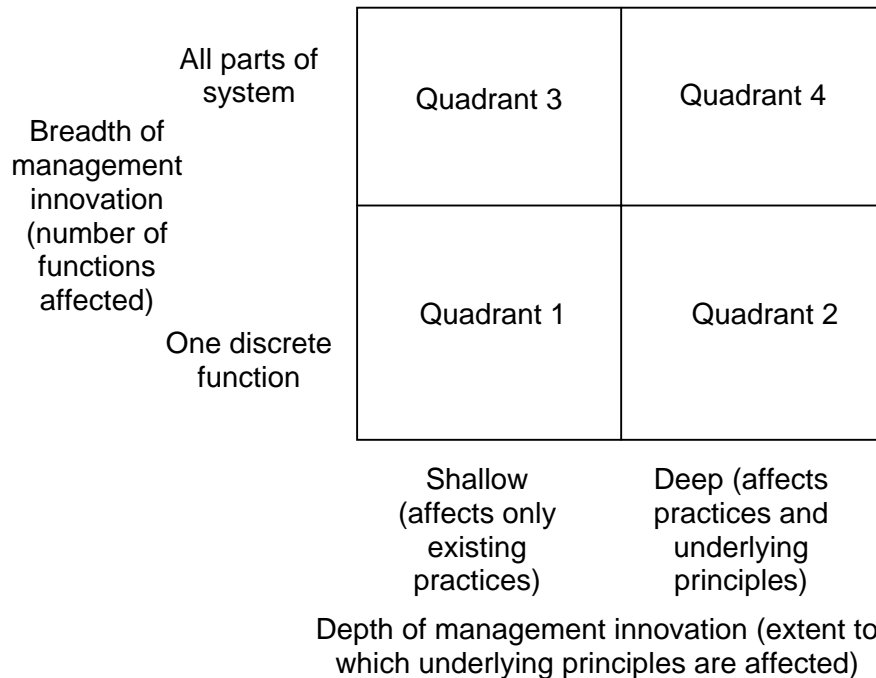 All parts of
system
Quadrant 3
Quadrant 4
Breadth of
management
innovation
(number of
functions
affected)
One discrete
function
Quadrant 1
Quadrant 2
Shallow
(affects only
existing
practices)
Deep (affects
practices and
underlying
principles)
Depth of management innovation (extent to
which underlying principles are affected)